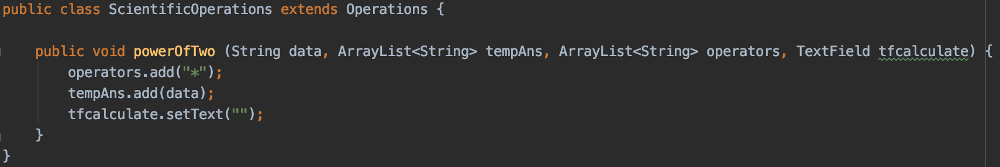 public class ScientificOperations extends Operations {
public void powerOfTwo (String data, ArrayList<String> tempAns, ArrayList<String> operators, TextField tfcalculate) {
operators.add("*");
tempAns.add(data);
tfcalculate.setText("");
}
}